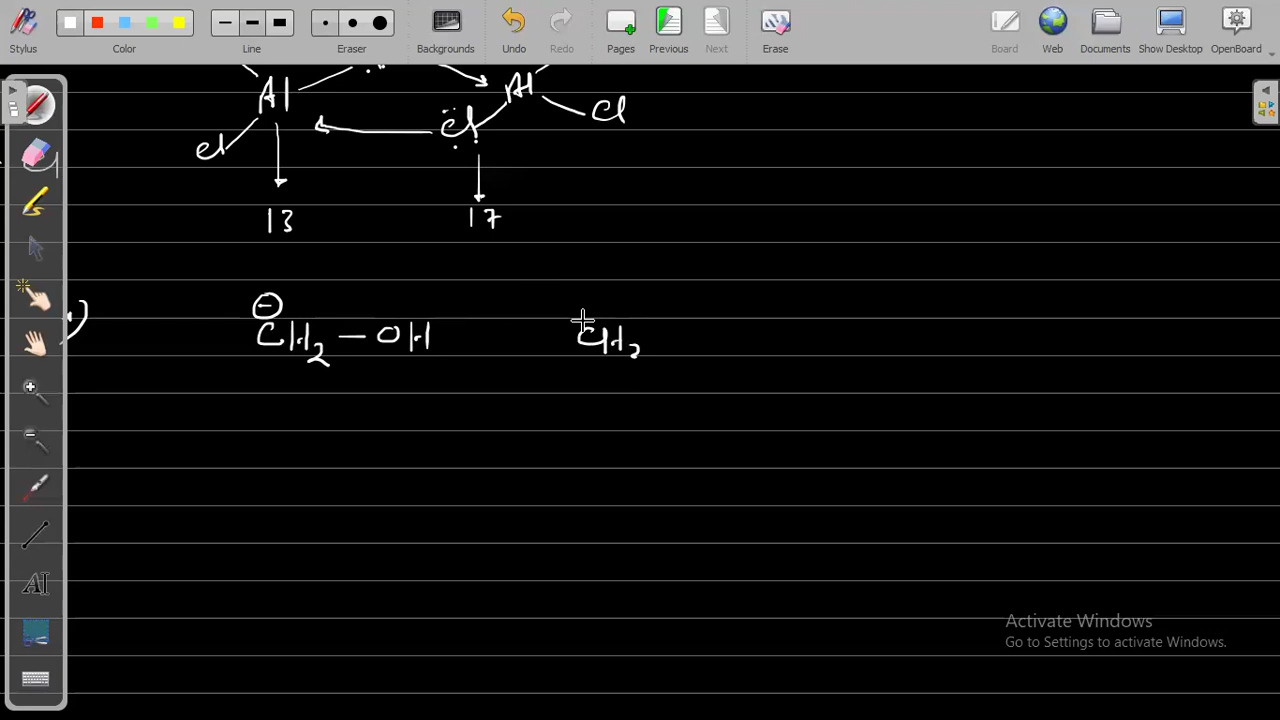 Stylus Color Line Eraser Backgrounds Undo Redo Pages Previous Next Erase Board Web Documents Show Desktop OpenBoard
Al Al
Cl Cl Cl
13 17
⊖
CH₂ — OH CH₂
Activate Windows
Go to Settings to activate Windows.